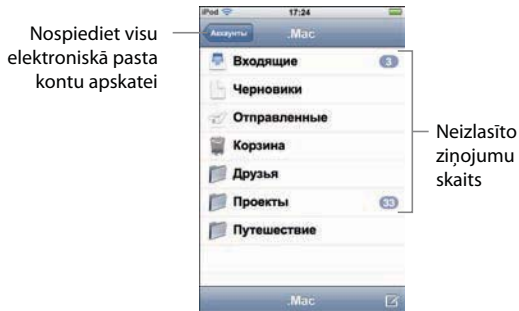 Nospiediet visu
elektroniskā pasta
kontu apskatei
iPod 17:24
Аккаунты .Mac
Входящие 3
Черновики
Отправленные
Корзина
Друзья
Проекты 33
Путешествие
.Mac
Neizlasīto
ziņojumu
skaits